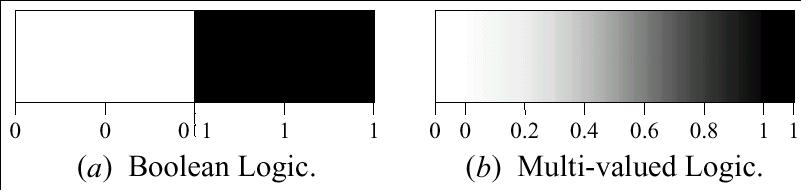 0 0 0 1 1 1
0 0 0.2 0.4 0.6 0.8 1 1
(a) Boolean Logic.
(b) Multi-valued Logic.